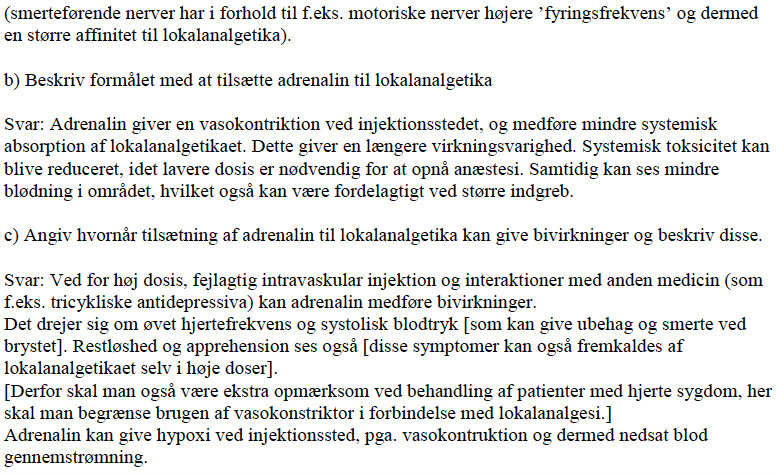 (smerteførende nerver har i forhold til f.eks. motoriske nerver højere ’fyringsfrekvens’ og dermed
en større affinitet til lokalanalgetika).
b) Beskriv formålet med at tilsætte adrenalin til lokalanalgetika
Svar: Adrenalin giver en vasokontriktion ved injektionsstedet, og medføre mindre systemisk
absorption af lokalanalgetikaet. Dette giver en længere virkningsvarighed. Systemisk toksicitet kan
blive reduceret, idet lavere dosis er nødvendig for at opnå anæstesi. Samtidig kan ses mindre
blødning i området, hvilket også kan være fordelagtigt ved større indgreb.
c) Angiv hvornår tilsætning af adrenalin til lokalanalgetika kan give bivirkninger og beskriv disse.
Svar: Ved for høj dosis, fejlagtig intravaskular injektion og interaktioner med anden medicin (som
f.eks. tricykliske antidepressiva) kan adrenalin medføre bivirkninger.
Det drejer sig om øvet hjertefrekvens og systolisk blodtryk [som kan give ubehag og smerte ved
brystet]. Restløshed og apprehension ses også [disse symptomer kan også fremkaldes af
lokalanalgetikaet selv i høje doser].
[Derfor skal man også være ekstra opmærksom ved behandling af patienter med hjerte sygdom, her
skal man begrænse brugen af vasokonstriktor i forbindelse med lokalanalgesi.]
Adrenalin kan give hypoxi ved injektionssted, pga. vasokontruktion og dermed nedsat blod
gennemstrømning.